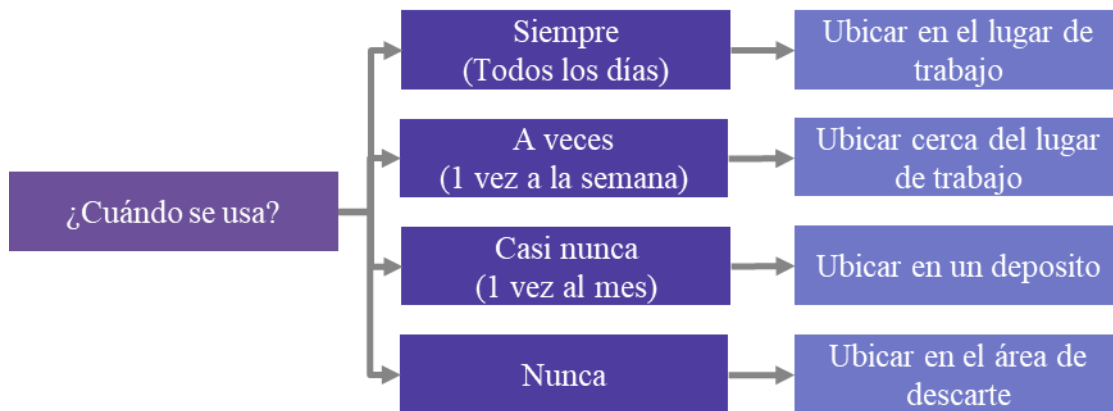 ¿Cuándo se usa?
Siempre
(Todos los días)
Ubicar en el lugar de
trabajo
A veces
(1 vez a la semana)
Ubicar cerca del lugar
de trabajo
Casi nunca
(1 vez al mes)
Ubicar en un deposito
Nunca
Ubicar en el área de
descarte